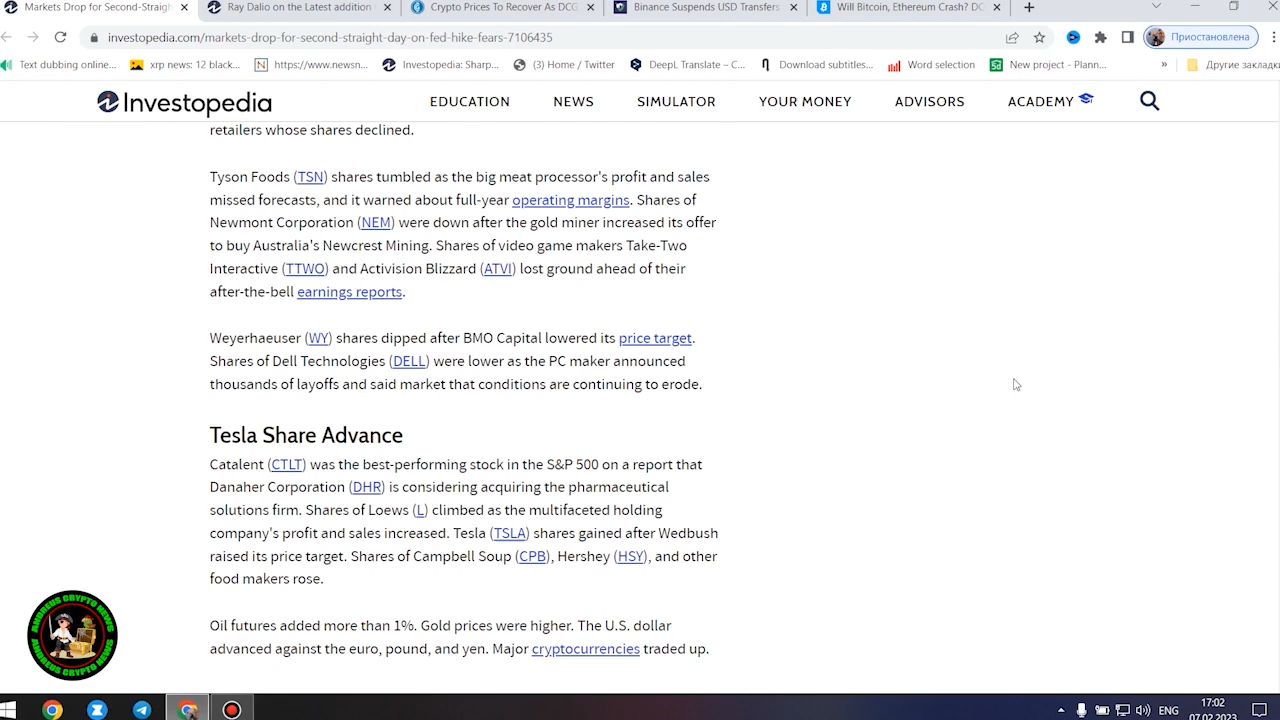 Markets Drop for Second-Straigh
Ray Dalio on the Latest addition
Crypto Prices To Recover As DCG
Binance Suspends USD Transfers
Will Bitcoin, Ethereum Crash? DC
investopedia.com/markets-drop-for-second-straight-day-on-fed-hike-fears-7106435
Приостановлена
Text dubbing online...
xrp news: 12 black...
https://www.newsn...
Investopedia: Sharp...
(3) Home / Twitter
DeepL Translate – C...
Download subtitles...
Word selection
New project - Plann...
»
Другие закладки
Investopedia
EDUCATION
NEWS
SIMULATOR
YOUR MONEY
ADVISORS
ACADEMY
retailers whose shares declined.
Tyson Foods (TSN) shares tumbled as the big meat processor's profit and sales
missed forecasts, and it warned about full-year operating margins. Shares of
Newmont Corporation (NEM) were down after the gold miner increased its offer
to buy Australia's Newcrest Mining. Shares of video game makers Take-Two
Interactive (TTWO) and Activision Blizzard (ATVI) lost ground ahead of their
after-the-bell earnings reports.
Weyerhaeuser (WY) shares dipped after BMO Capital lowered its price target.
Shares of Dell Technologies (DELL) were lower as the PC maker announced
thousands of layoffs and said market that conditions are continuing to erode.
Tesla Share Advance
Catalent (CTLT) was the best-performing stock in the S&P 500 on a report that
Danaher Corporation (DHR) is considering acquiring the pharmaceutical
solutions firm. Shares of Loews (L) climbed as the multifaceted holding
company's profit and sales increased. Tesla (TSLA) shares gained after Wedbush
raised its price target. Shares of Campbell Soup (CPB), Hershey (HSY), and other
food makers rose.
Oil futures added more than 1%. Gold prices were higher. The U.S. dollar
advanced against the euro, pound, and yen. Major cryptocurrencies traded up.
ANDREUS CRYPTO NEWS
ANDREUS CRYPTO NEWS
ENG
17:02
07.02.2023